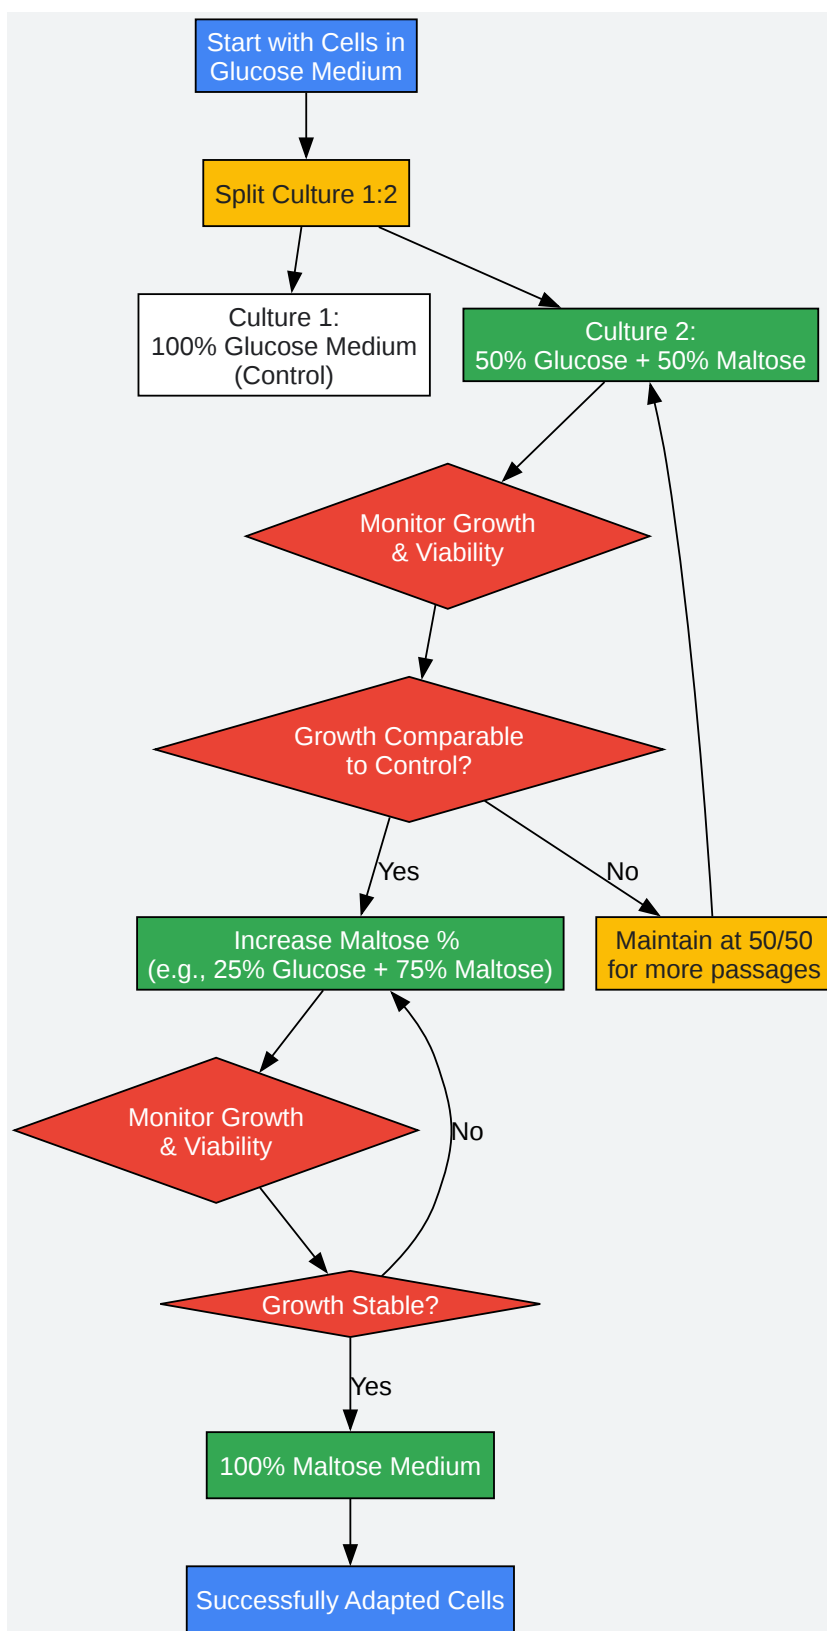 Start with Cells in
Glucose Medium
Split Culture 1:2
Culture 1:
100% Glucose Medium
(Control)
Culture 2:
50% Glucose + 50% Maltose
Monitor Growth
& Viability
Growth Comparable
to Control?
Yes
No
Increase Maltose %
(e.g., 25% Glucose + 75% Maltose)
Maintain at 50/50
for more passages
Monitor Growth
& Viability
No
Growth Stable?
Yes
100% Maltose Medium
Successfully Adapted Cells